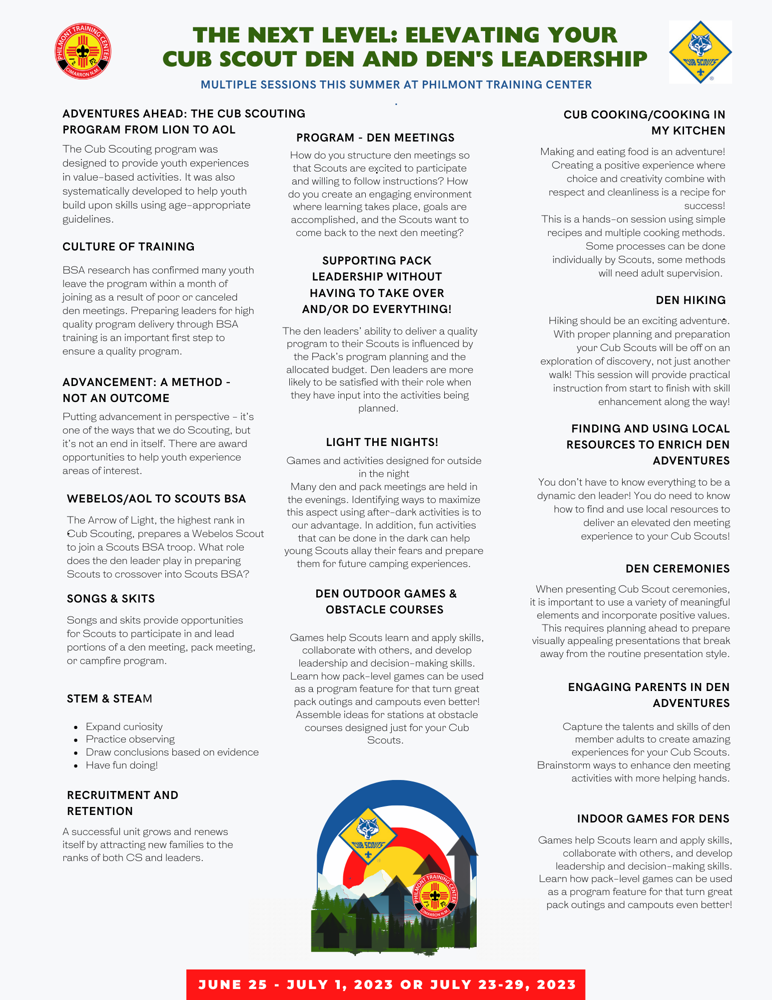 PHILMONT TRAINING CENTER
CIMARRON N.M.
THE NEXT LEVEL: ELEVATING YOUR
CUB SCOUT DEN AND DEN'S LEADERSHIP
CUB SCOUTS
®
MULTIPLE SESSIONS THIS SUMMER AT PHILMONT TRAINING CENTER
.
ADVENTURES AHEAD: THE CUB SCOUTING
PROGRAM FROM LION TO AOL
The Cub Scouting program was
designed to provide youth experiences
in value-based activities. It was also
systematically developed to help youth
build upon skills using age-appropriate
guidelines.
CULTURE OF TRAINING
BSA research has confirmed many youth
leave the program within a month of
joining as a result of poor or canceled
den meetings. Preparing leaders for high
quality program delivery through BSA
training is an important first step to
ensure a quality program.
ADVANCEMENT: A METHOD -
NOT AN OUTCOME
Putting advancement in perspective - it's
one of the ways that we do Scouting, but
it's not an end in itself. There are award
opportunities to help youth experience
areas of interest.
WEBELOS/AOL TO SCOUTS BSA
The Arrow of Light, the highest rank in
Cub Scouting, prepares a Webelos Scout
to join a Scouts BSA troop. What role
does the den leader play in preparing
Scouts to crossover into Scouts BSA?
SONGS & SKITS
Songs and skits provide opportunities
for Scouts to participate in and lead
portions of a den meeting, pack meeting,
or campfire program.
STEM & STEAM
• Expand curiosity
• Practice observing
• Draw conclusions based on evidence
• Have fun doing!
RECRUITMENT AND
RETENTION
A successful unit grows and renews
itself by attracting new families to the
ranks of both CS and leaders.
PROGRAM - DEN MEETINGS
How do you structure den meetings so
that Scouts are excited to participate
and willing to follow instructions? How
do you create an engaging environment
where learning takes place, goals are
accomplished, and the Scouts want to
come back to the next den meeting?
SUPPORTING PACK
LEADERSHIP WITHOUT
HAVING TO TAKE OVER
AND/OR DO EVERYTHING!
The den leaders' ability to deliver a quality
program to their Scouts is influenced by
the Pack's program planning and the
allocated budget. Den leaders are more
likely to be satisfied with their role when
they have input into the activities being
planned.
LIGHT THE NIGHTS!
Games and activities designed for outside
in the night
Many den and pack meetings are held in
the evenings. Identifying ways to maximize
this aspect using after-dark activities is to
our advantage. In addition, fun activities
that can be done in the dark can help
young Scouts allay their fears and prepare
them for future camping experiences.
DEN OUTDOOR GAMES &
OBSTACLE COURSES
Games help Scouts learn and apply skills,
collaborate with others, and develop
leadership and decision-making skills.
Learn how pack-level games can be used
as a program feature for that turn great
pack outings and campouts even better!
Assemble ideas for stations at obstacle
courses designed just for your Cub
Scouts.
CUB SCOUTS
®
PHILMONT TRAINING CENTER
CIMARRON N.M.
CUB COOKING/COOKING IN
MY KITCHEN
Making and eating food is an adventure!
Creating a positive experience where
choice and creativity combine with
respect and cleanliness is a recipe for
success!
This is a hands-on session using simple
recipes and multiple cooking methods.
Some processes can be done
individually by Scouts, some methods
will need adult supervision.
DEN HIKING
Hiking should be an exciting adventure.
With proper planning and preparation
your Cub Scouts will be off on an
exploration of discovery, not just another
walk! This session will provide practical
instruction from start to finish with skill
enhancement along the way!
FINDING AND USING LOCAL
RESOURCES TO ENRICH DEN
ADVENTURES
You don't have to know everything to be a
dynamic den leader! You do need to know
how to find and use local resources to
deliver an elevated den meeting
experience to your Cub Scouts!
DEN CEREMONIES
When presenting Cub Scout ceremonies,
it is important to use a variety of meaningful
elements and incorporate positive values.
This requires planning ahead to prepare
visually appealing presentations that break
away from the routine presentation style.
ENGAGING PARENTS IN DEN
ADVENTURES
Capture the talents and skills of den
member adults to create amazing
experiences for your Cub Scouts.
Brainstorm ways to enhance den meeting
activities with more helping hands.
INDOOR GAMES FOR DENS
Games help Scouts learn and apply skills,
collaborate with others, and develop
leadership and decision-making skills.
Learn how pack-level games can be used
as a program feature for that turn great
pack outings and campouts even better!
JUNE 25 - JULY 1, 2023 OR JULY 23-29, 2023